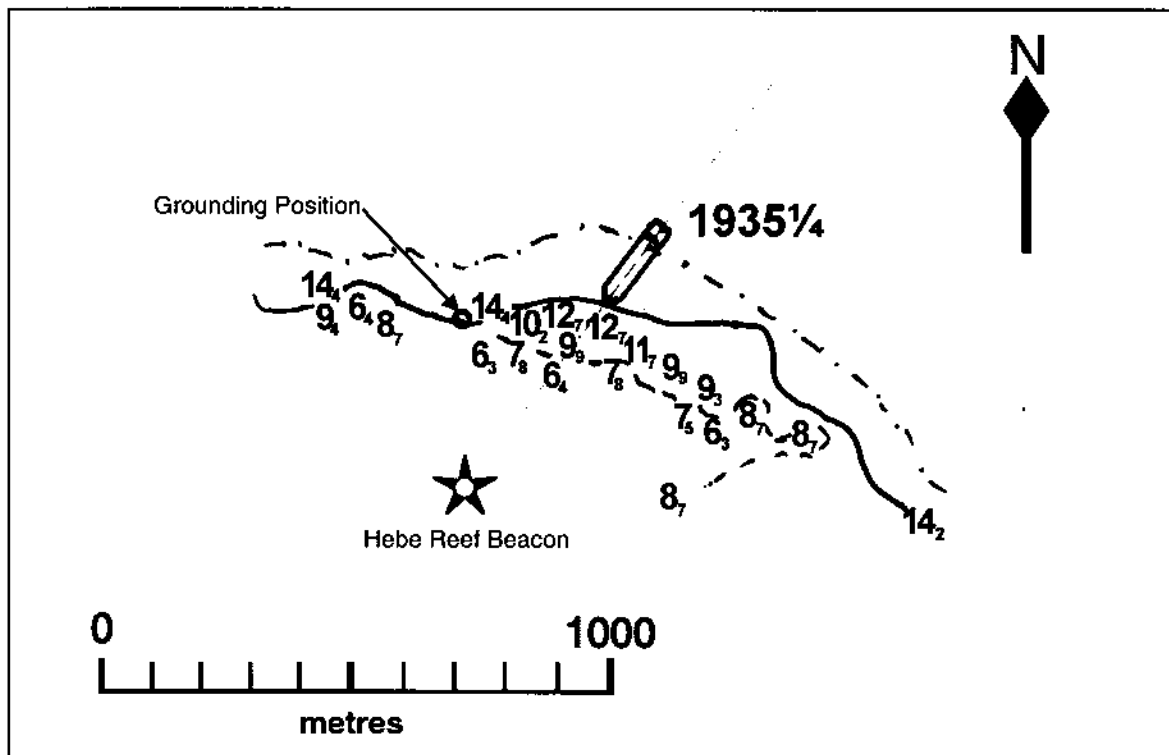 N
Grounding Position
1935¼
14₄ 9₄ 6₄ 8₇ 14₄ 10₂ 12₇ 12₇
6₃ 7₈ 9₉ 6₄ 7₈ 11₇ 9₉ 9₃
7₅ 6₃ 8₇ 8₇
8₇ 14₂
Hebe Reef Beacon
0 1000
metres